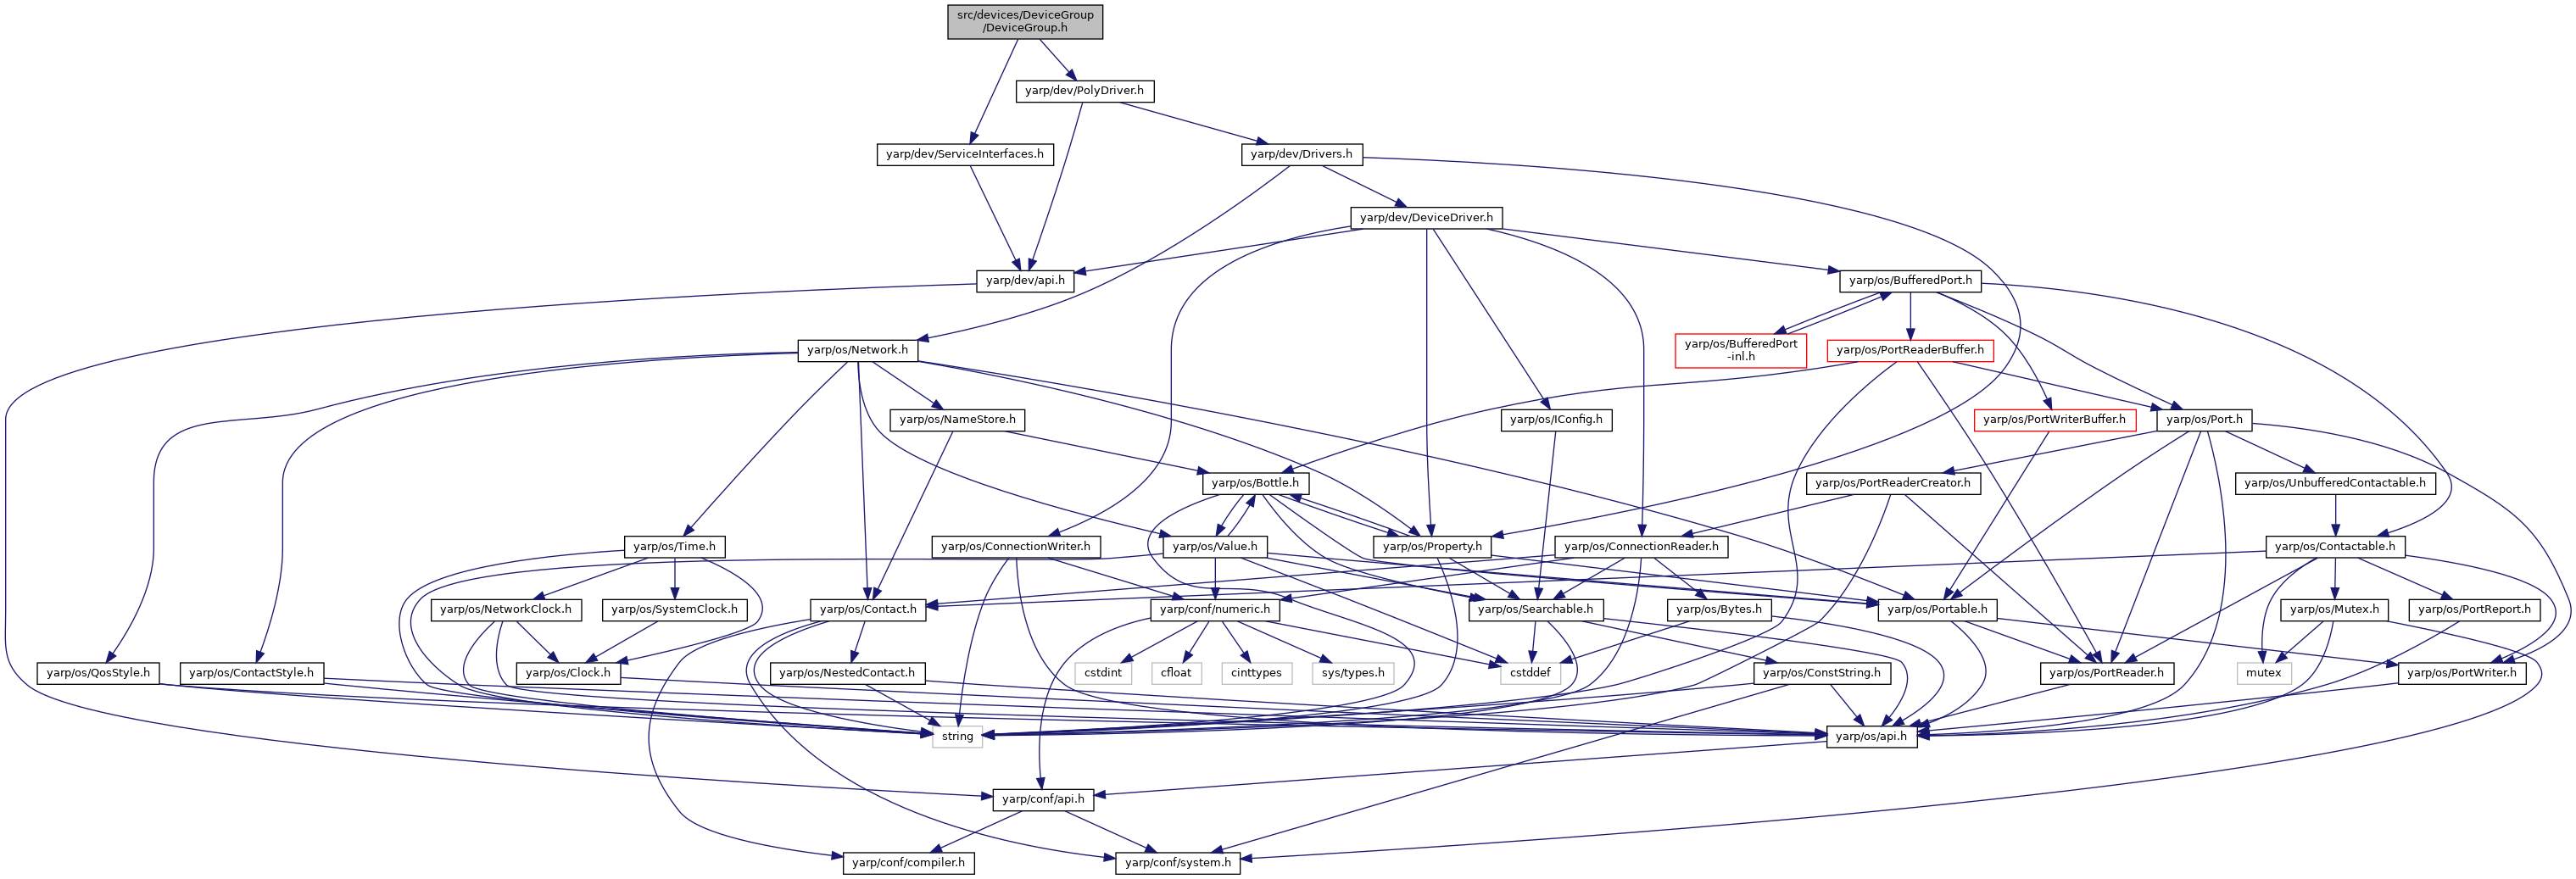 src/devices/DeviceGroup
/DeviceGroup.h
yarp/dev/PolyDriver.h
yarp/dev/ServiceInterfaces.h
yarp/dev/Drivers.h
yarp/dev/DeviceDriver.h
yarp/dev/api.h
yarp/os/BufferedPort.h
yarp/os/Network.h
yarp/os/BufferedPort
-inl.h
yarp/os/PortReaderBuffer.h
yarp/os/NameStore.h
yarp/os/IConfig.h
yarp/os/PortWriterBuffer.h
yarp/os/Port.h
yarp/os/Bottle.h
yarp/os/PortReaderCreator.h
yarp/os/UnbufferedContactable.h
yarp/os/Time.h
yarp/os/ConnectionWriter.h
yarp/os/Value.h
yarp/os/Property.h
yarp/os/ConnectionReader.h
yarp/os/Contactable.h
yarp/os/NetworkClock.h
yarp/os/SystemClock.h
yarp/os/Contact.h
yarp/conf/numeric.h
yarp/os/Searchable.h
yarp/os/Bytes.h
yarp/os/Portable.h
yarp/os/Mutex.h
yarp/os/PortReport.h
yarp/os/QosStyle.h
yarp/os/ContactStyle.h
yarp/os/Clock.h
yarp/os/NestedContact.h
cstdint
cfloat
cinttypes
sys/types.h
cstddef
yarp/os/ConstString.h
yarp/os/PortReader.h
mutex
yarp/os/PortWriter.h
string
yarp/os/api.h
yarp/conf/api.h
yarp/conf/compiler.h
yarp/conf/system.h